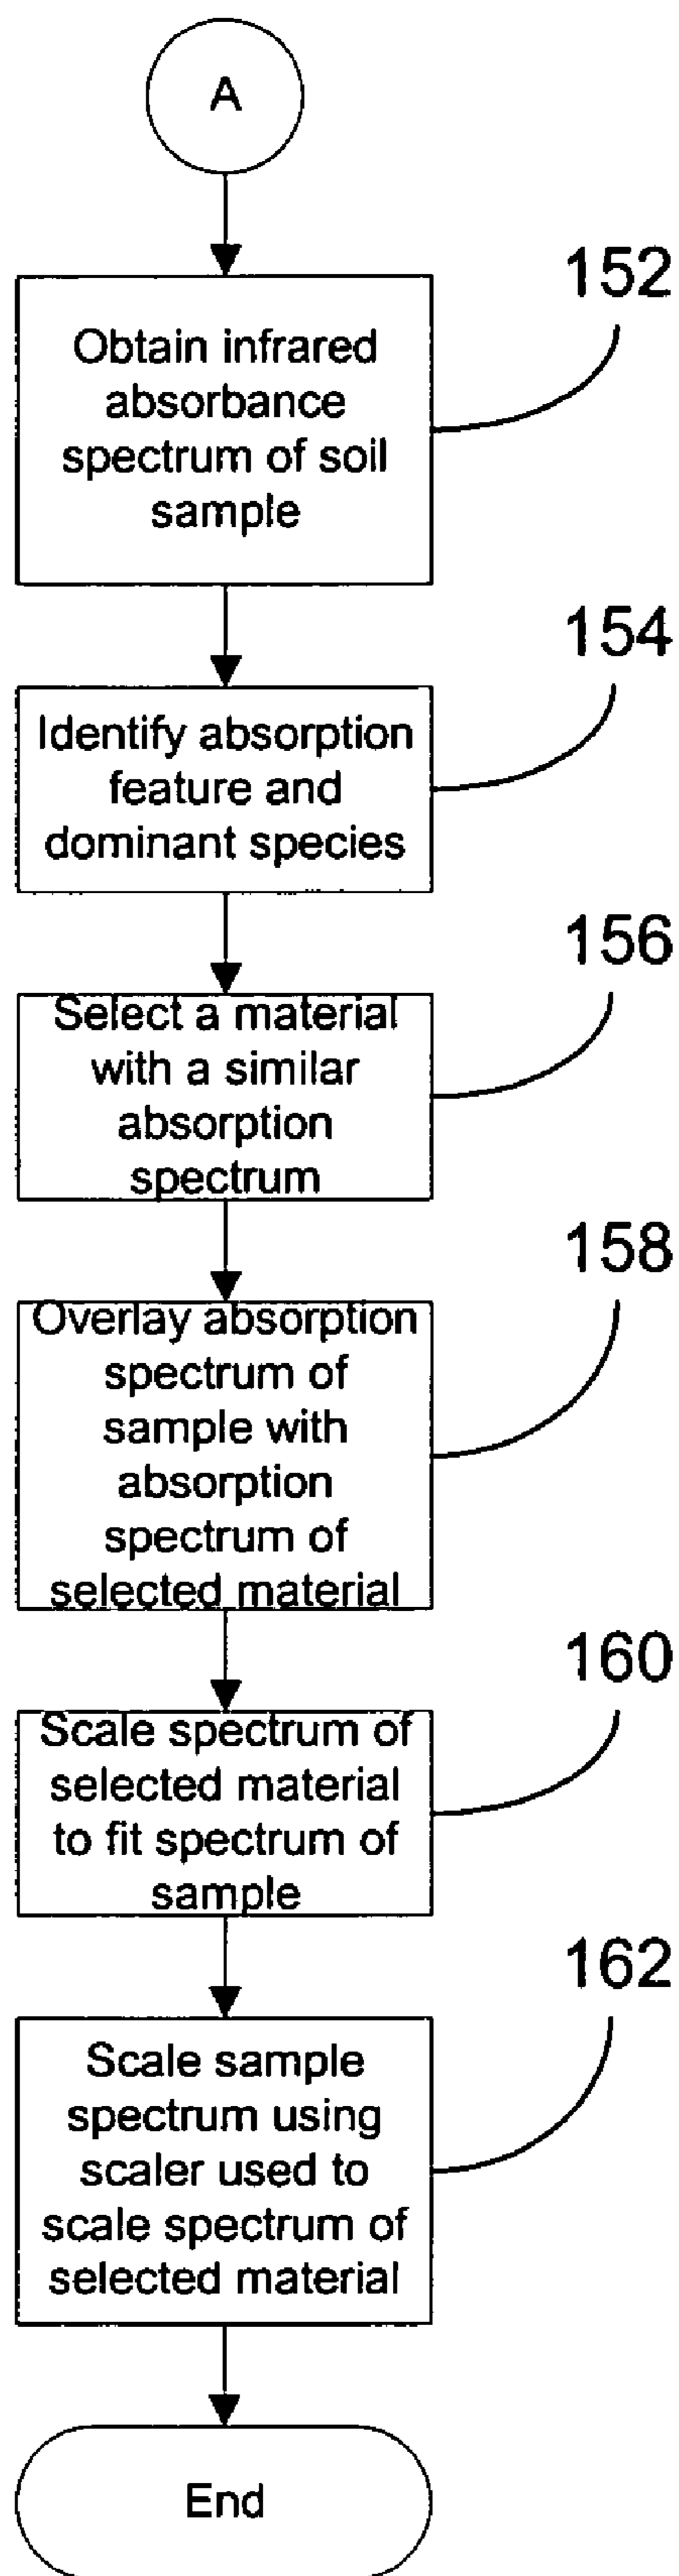 A
152
Obtain infrared
absorbance
spectrum of soil
sample
154
Identify absorption
feature and
dominant species
156
Select a material
with a similar
absorption
spectrum
158
Overlay absorption
spectrum of
sample with
absorption
spectrum of
selected material
160
Scale spectrum of
selected material
to fit spectrum of
sample
162
Scale sample
spectrum using
scaler used to
scale spectrum of
selected material
End